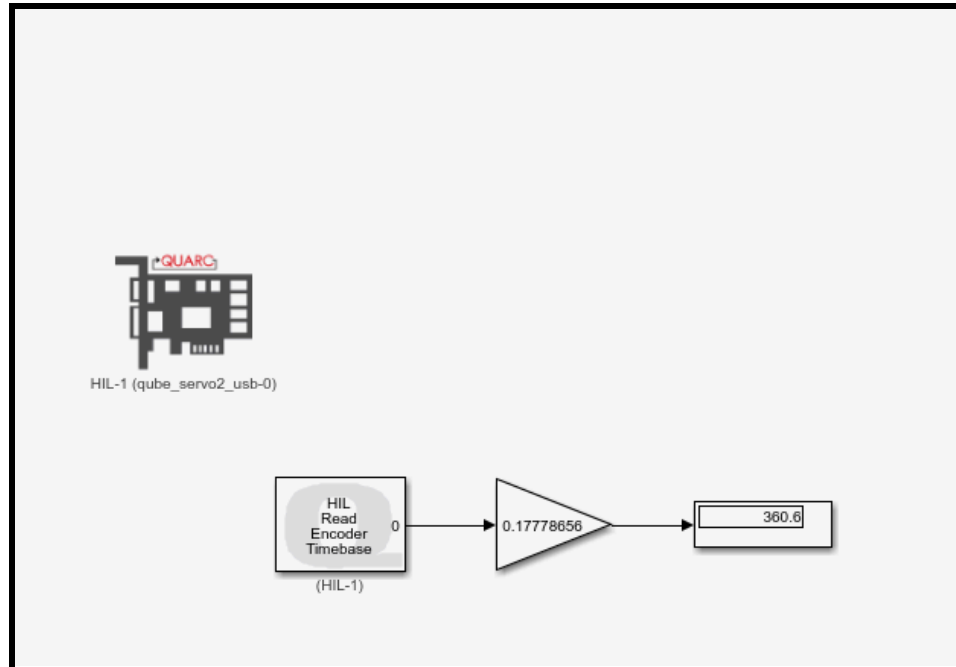 QUARC
HIL-1 (qube_servo2_usb-0)
HIL
Read
Encoder
Timebase
0
(HIL-1)
0.17778656
360.6